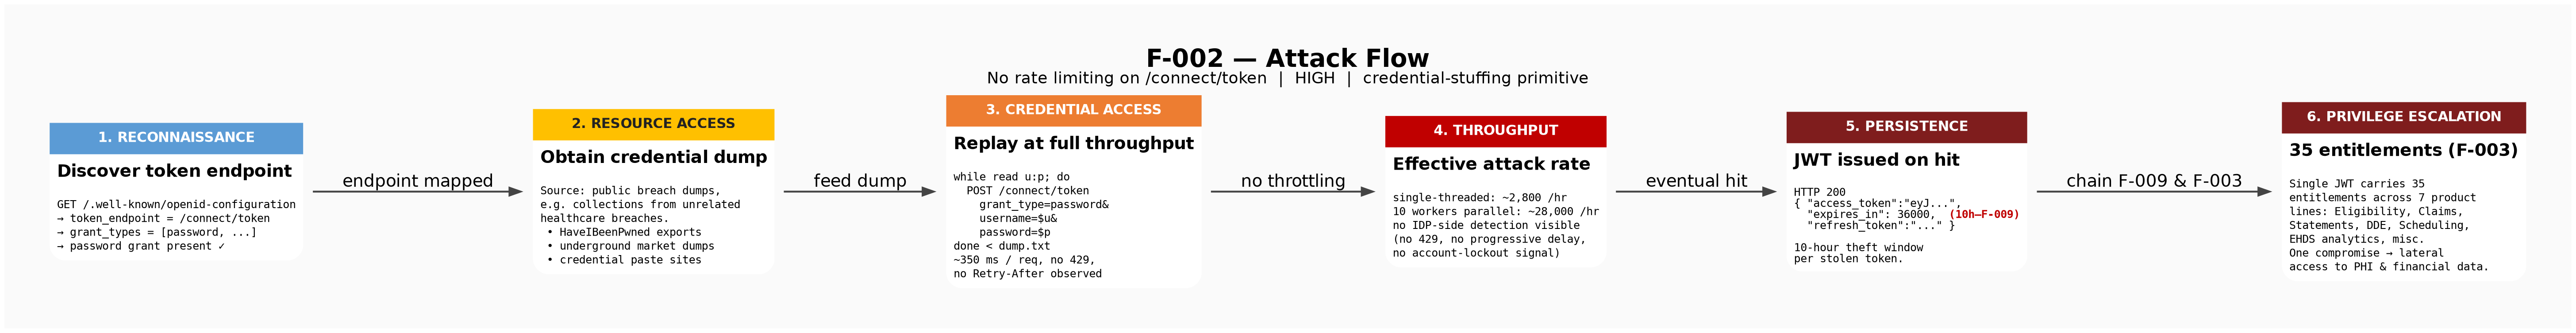 F-002 — Attack Flow
No rate limiting on /connect/token | HIGH | credential-stuffing primitive
1. RECONNAISSANCE
Discover token endpoint
GET /.well-known/openid-configuration
→ token_endpoint = /connect/token
→ grant_types = [password, ...]
→ password grant present ✓
endpoint mapped
2. RESOURCE ACCESS
Obtain credential dump
Source: public breach dumps,
e.g. collections from unrelated
healthcare breaches.
• HaveIBeenPwned exports
• underground market dumps
• credential paste sites
feed dump
3. CREDENTIAL ACCESS
Replay at full throughput
while read u:p; do
POST /connect/token
grant_type=password&
username=$u&
password=$p
done < dump.txt
~350 ms / req, no 429,
no Retry-After observed
no throttling
4. THROUGHPUT
Effective attack rate
single-threaded: ~2,800 /hr
10 workers parallel: ~28,000 /hr
no IDP-side detection visible
(no 429, no progressive delay,
no account-lockout signal)
eventual hit
5. PERSISTENCE
JWT issued on hit
HTTP 200
{ "access_token":"eyJ...",
"expires_in": 36000, (10h—F-009)
"refresh_token":"..." }
10-hour theft window
per stolen token.
chain F-009 & F-003
6. PRIVILEGE ESCALATION
35 entitlements (F-003)
Single JWT carries 35
entitlements across 7 product
lines: Eligibility, Claims,
Statements, DDE, Scheduling,
EHDS analytics, misc.
One compromise → lateral
access to PHI & financial data.